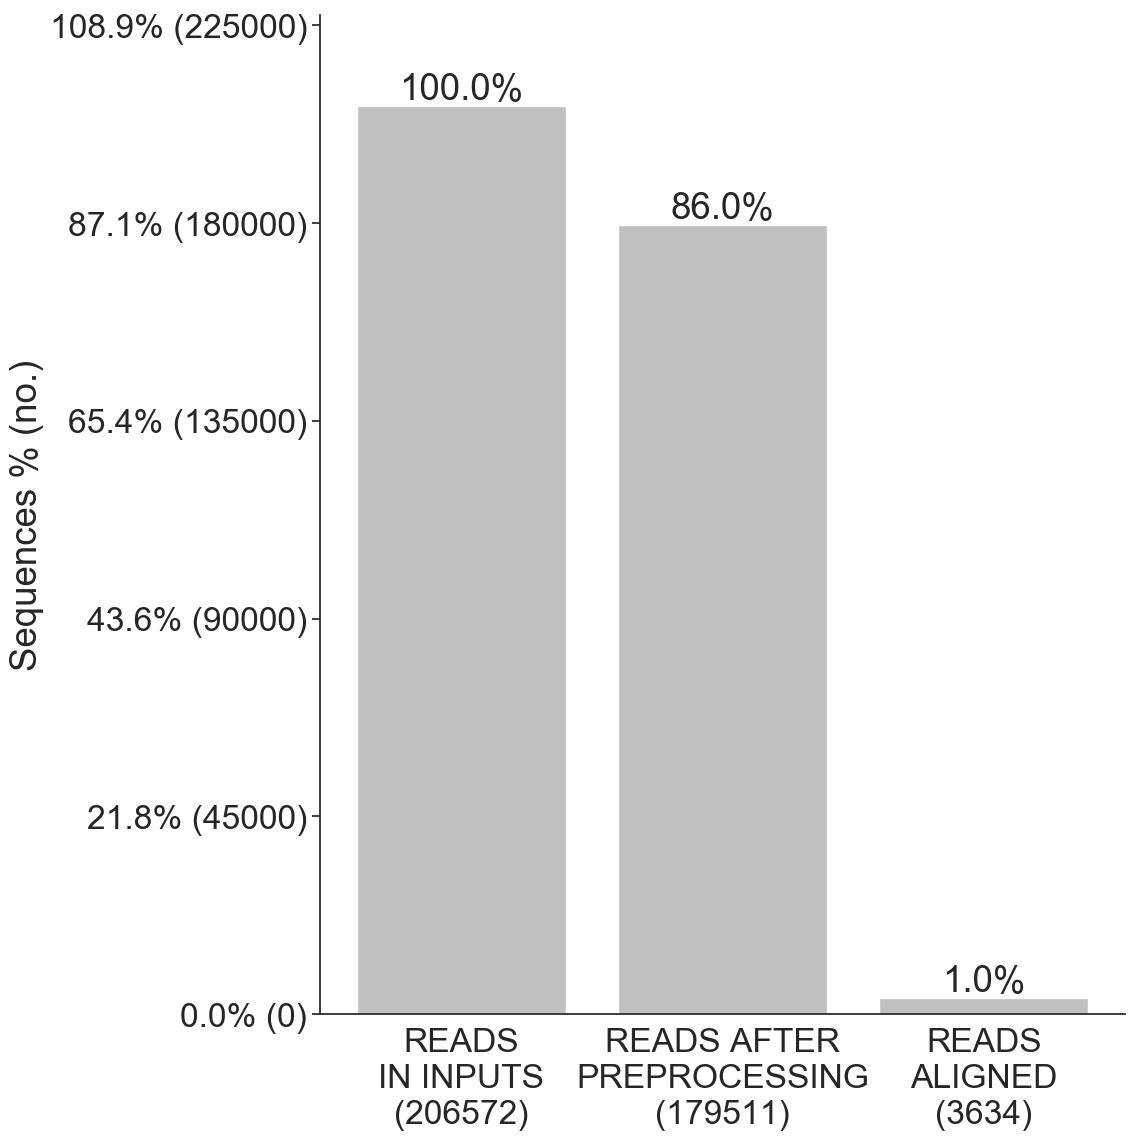 Sequences % (no.)
108.9% (225000)
87.1% (180000)
65.4% (135000)
43.6% (90000)
21.8% (45000)
0.0% (0)
100.0%
86.0%
1.0%
READS
IN INPUTS
(206572)
READS AFTER
PREPROCESSING
(179511)
READS
ALIGNED
(3634)